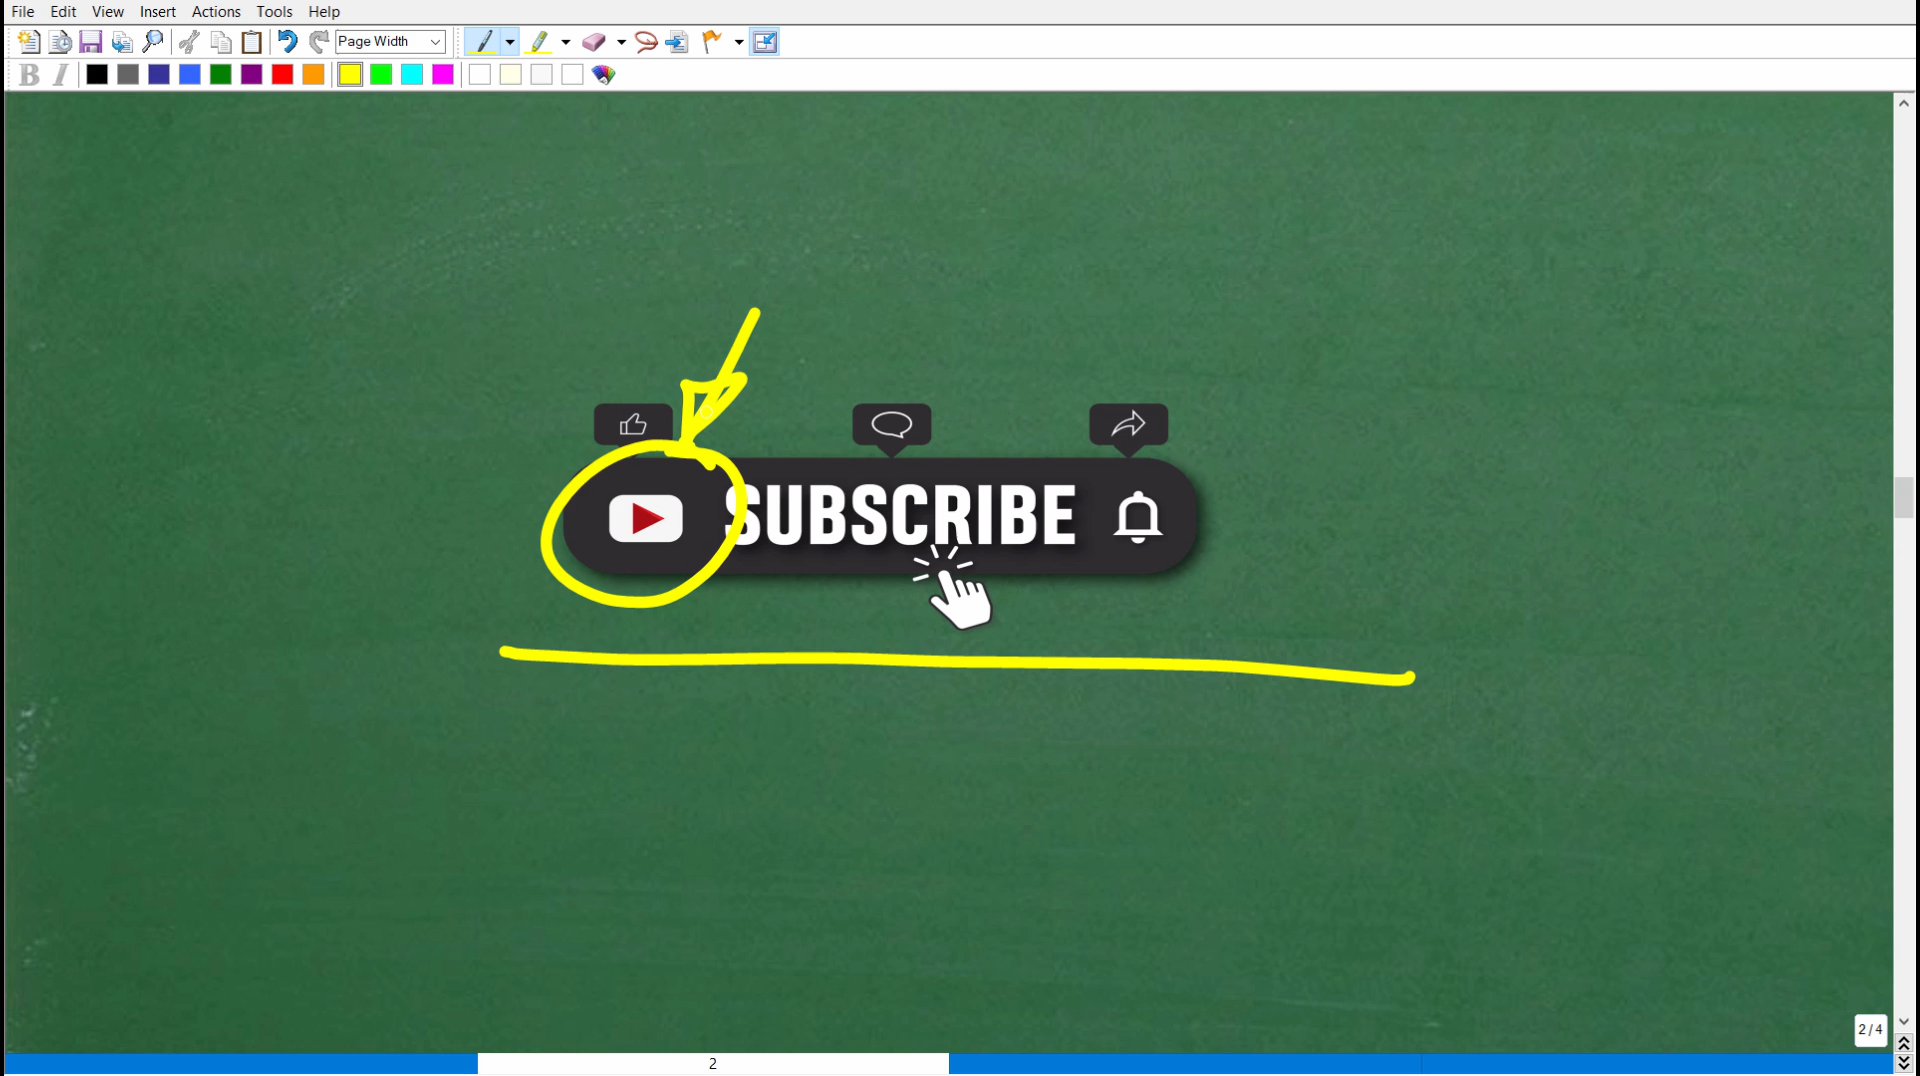 File Edit View Insert Actions Tools Help
Page Width
B I
SUBSCRIBE
2 / 4
2